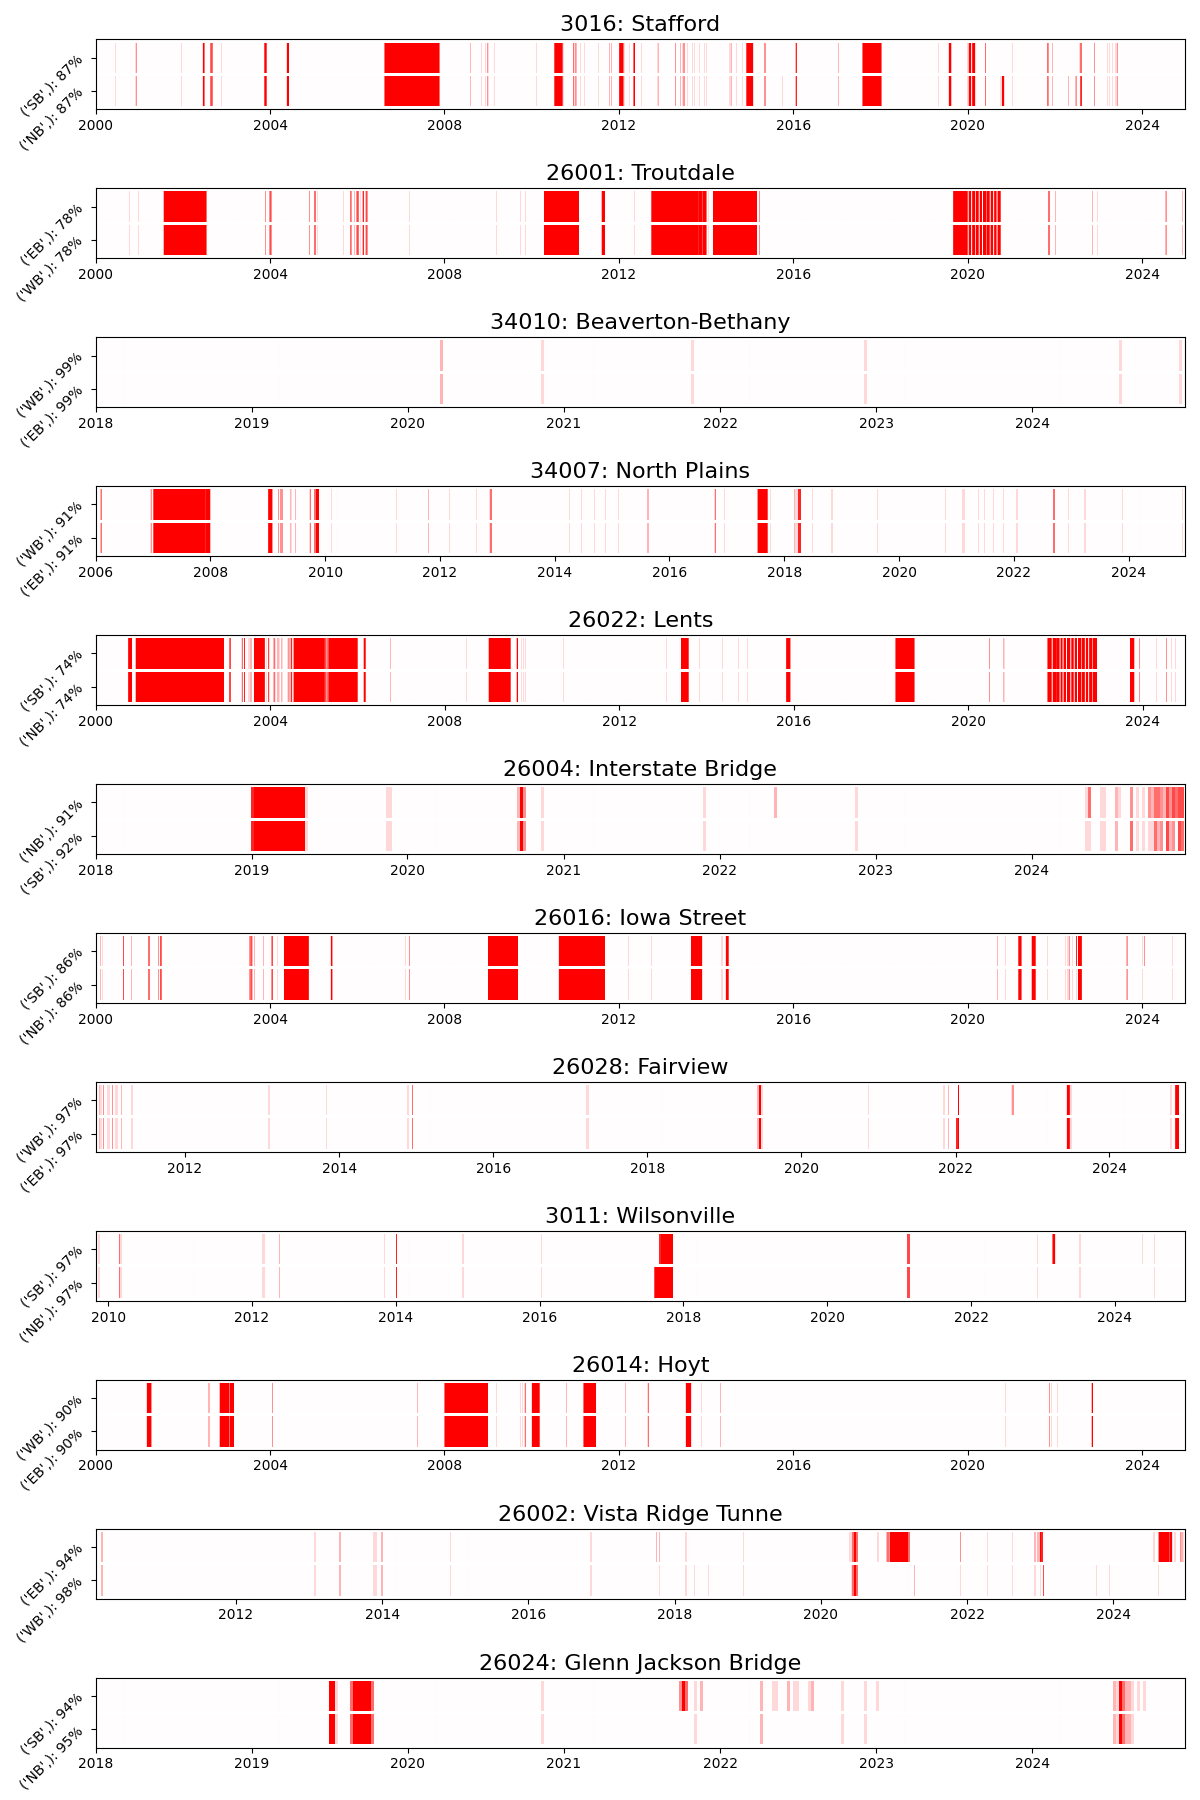 3016: Stafford
('SB',): 87%
('NB',): 87%
2000 2004 2008 2012 2016 2020 2024
26001: Troutdale
('EB',): 78%
('WB',): 78%
2000 2004 2008 2012 2016 2020 2024
34010: Beaverton-Bethany
('WB',): 99%
('EB',): 99%
2018 2019 2020 2021 2022 2023 2024
34007: North Plains
('WB',): 91%
('EB',): 91%
2006 2008 2010 2012 2014 2016 2018 2020 2022 2024
26022: Lents
('SB',): 74%
('NB',): 74%
2000 2004 2008 2012 2016 2020 2024
26004: Interstate Bridge
('NB',): 91%
('SB',): 92%
2018 2019 2020 2021 2022 2023 2024
26016: Iowa Street
('SB',): 86%
('NB',): 86%
2000 2004 2008 2012 2016 2020 2024
26028: Fairview
('WB',): 97%
('EB',): 97%
2012 2014 2016 2018 2020 2022 2024
3011: Wilsonville
('SB',): 97%
('NB',): 97%
2010 2012 2014 2016 2018 2020 2022 2024
26014: Hoyt
('WB',): 90%
('EB',): 90%
2000 2004 2008 2012 2016 2020 2024
26002: Vista Ridge Tunne
('EB',): 94%
('WB',): 98%
2012 2014 2016 2018 2020 2022 2024
26024: Glenn Jackson Bridge
('SB',): 94%
('NB',): 95%
2018 2019 2020 2021 2022 2023 2024